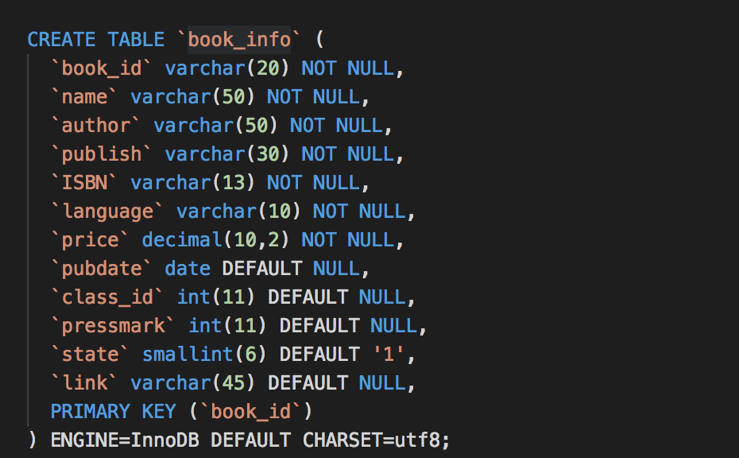 CREATE TABLE `book_info` (
`book_id` varchar(20) NOT NULL,
`name` varchar(50) NOT NULL,
`author` varchar(50) NOT NULL,
`publish` varchar(30) NOT NULL,
`ISBN` varchar(13) NOT NULL,
`language` varchar(10) NOT NULL,
`price` decimal(10,2) NOT NULL,
`pubdate` date DEFAULT NULL,
`class_id` int(11) DEFAULT NULL,
`pressmark` int(11) DEFAULT NULL,
`state` smallint(6) DEFAULT '1',
`link` varchar(45) DEFAULT NULL,
PRIMARY KEY (`book_id`)
) ENGINE=InnoDB DEFAULT CHARSET=utf8;